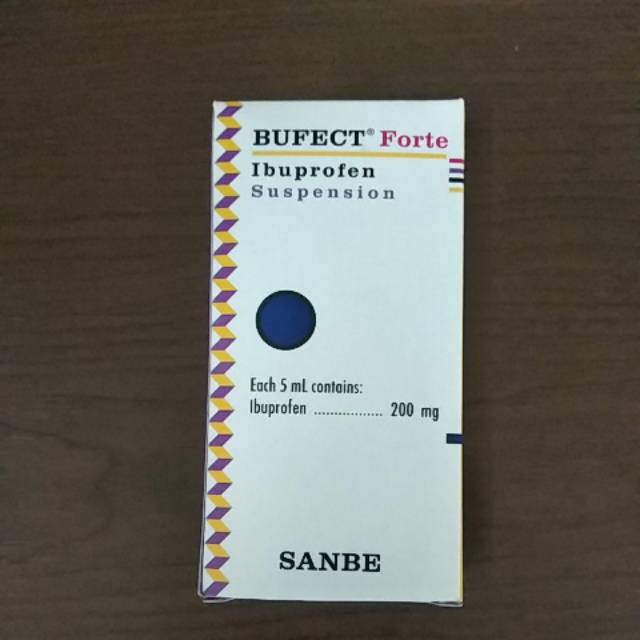 BUFECT® Forte
Ibuprofen
Suspension
Each 5 mL contains:
Ibuprofen ................. 200 mg
SANBE